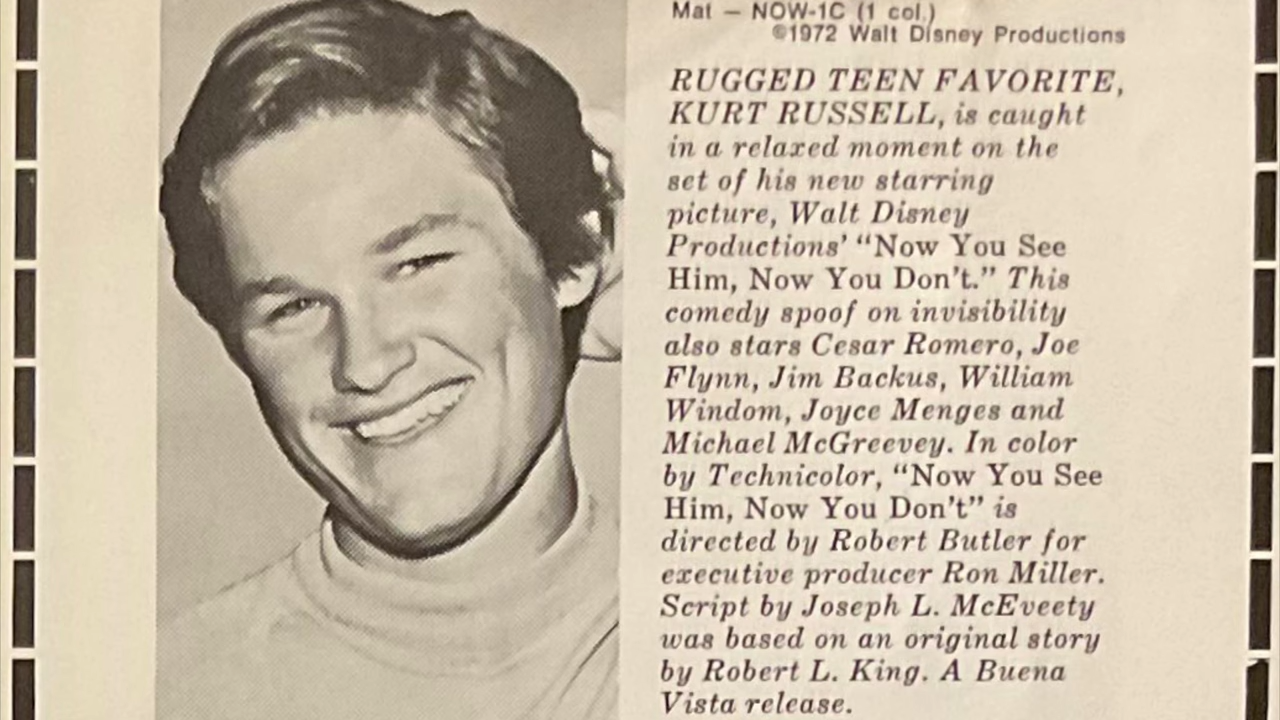 Mat — NOW-1C (1 col.)
©1972 Walt Disney Productions
RUGGED TEEN FAVORITE,
KURT RUSSELL, is caught
in a relaxed moment on the
set of his new starring
picture, Walt Disney
Productions' “Now You See
Him, Now You Don't.” This
comedy spoof on invisibility
also stars Cesar Romero, Joe
Flynn, Jim Backus, William
Windom, Joyce Menges and
Michael McGreevey. In color
by Technicolor, “Now You See
Him, Now You Don't” is
directed by Robert Butler for
executive producer Ron Miller.
Script by Joseph L. McEveety
was based on an original story
by Robert L. King. A Buena
Vista release.